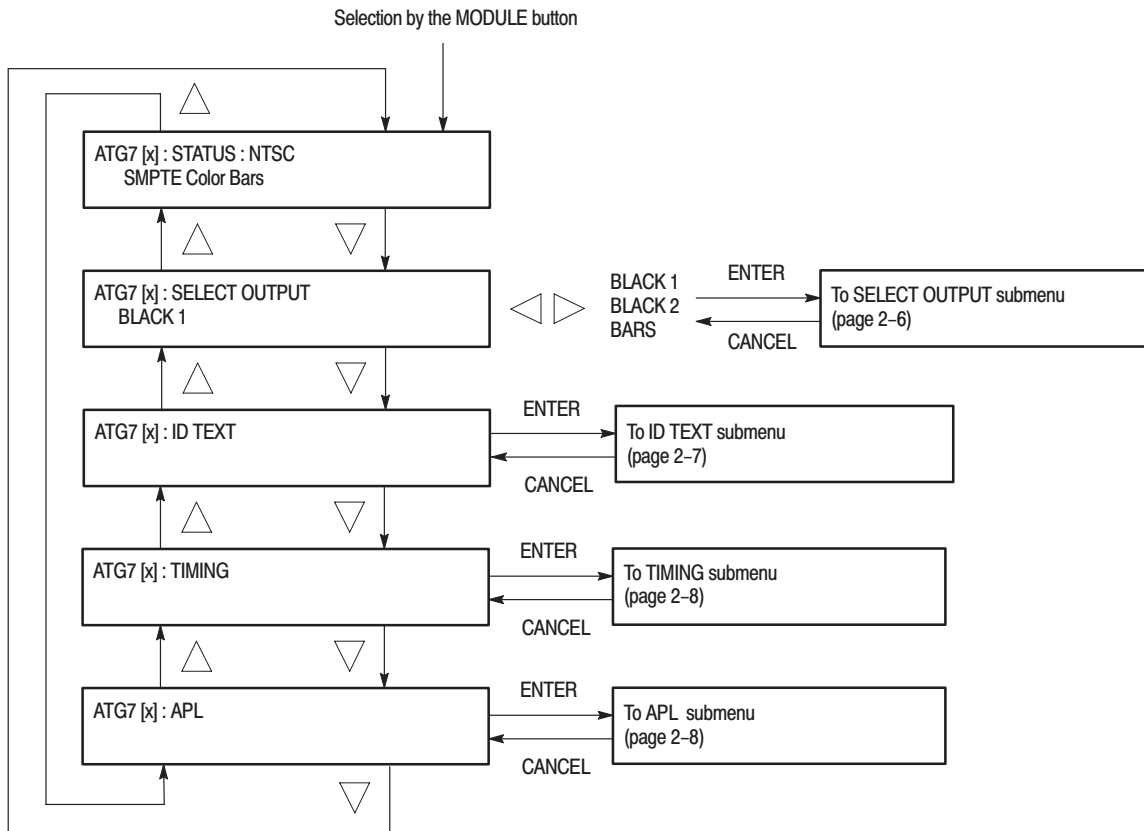 Selection by the MODULE button
ATG7 [x] : STATUS : NTSC
SMPTE Color Bars
ATG7 [x] : SELECT OUTPUT
BLACK 1
BLACK 1
BLACK 2
BARS
ENTER
CANCEL
To SELECT OUTPUT submenu
(page 2–6)
ATG7 [x] : ID TEXT
ENTER
CANCEL
To ID TEXT submenu
(page 2–7)
ATG7 [x] : TIMING
ENTER
CANCEL
To TIMING submenu
(page 2–8)
ATG7 [x] : APL
ENTER
CANCEL
To APL submenu
(page 2–8)